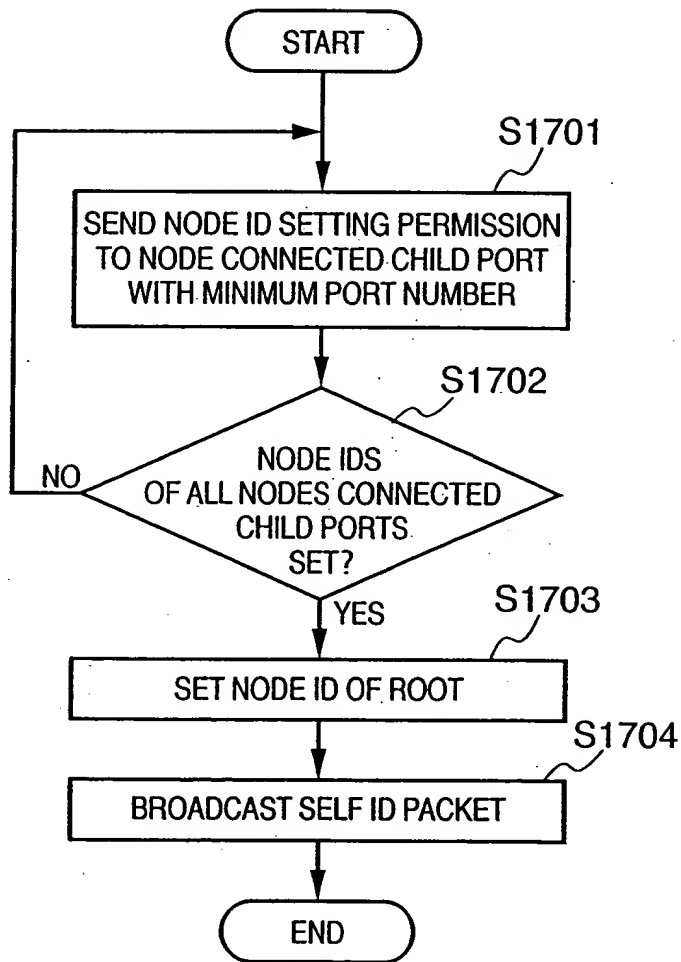 START
S1701
SEND NODE ID SETTING PERMISSION
TO NODE CONNECTED CHILD PORT
WITH MINIMUM PORT NUMBER
S1702
NODE IDS
OF ALL NODES CONNECTED
CHILD PORTS
SET?
NO
YES
S1703
SET NODE ID OF ROOT
S1704
BROADCAST SELF ID PACKET
END